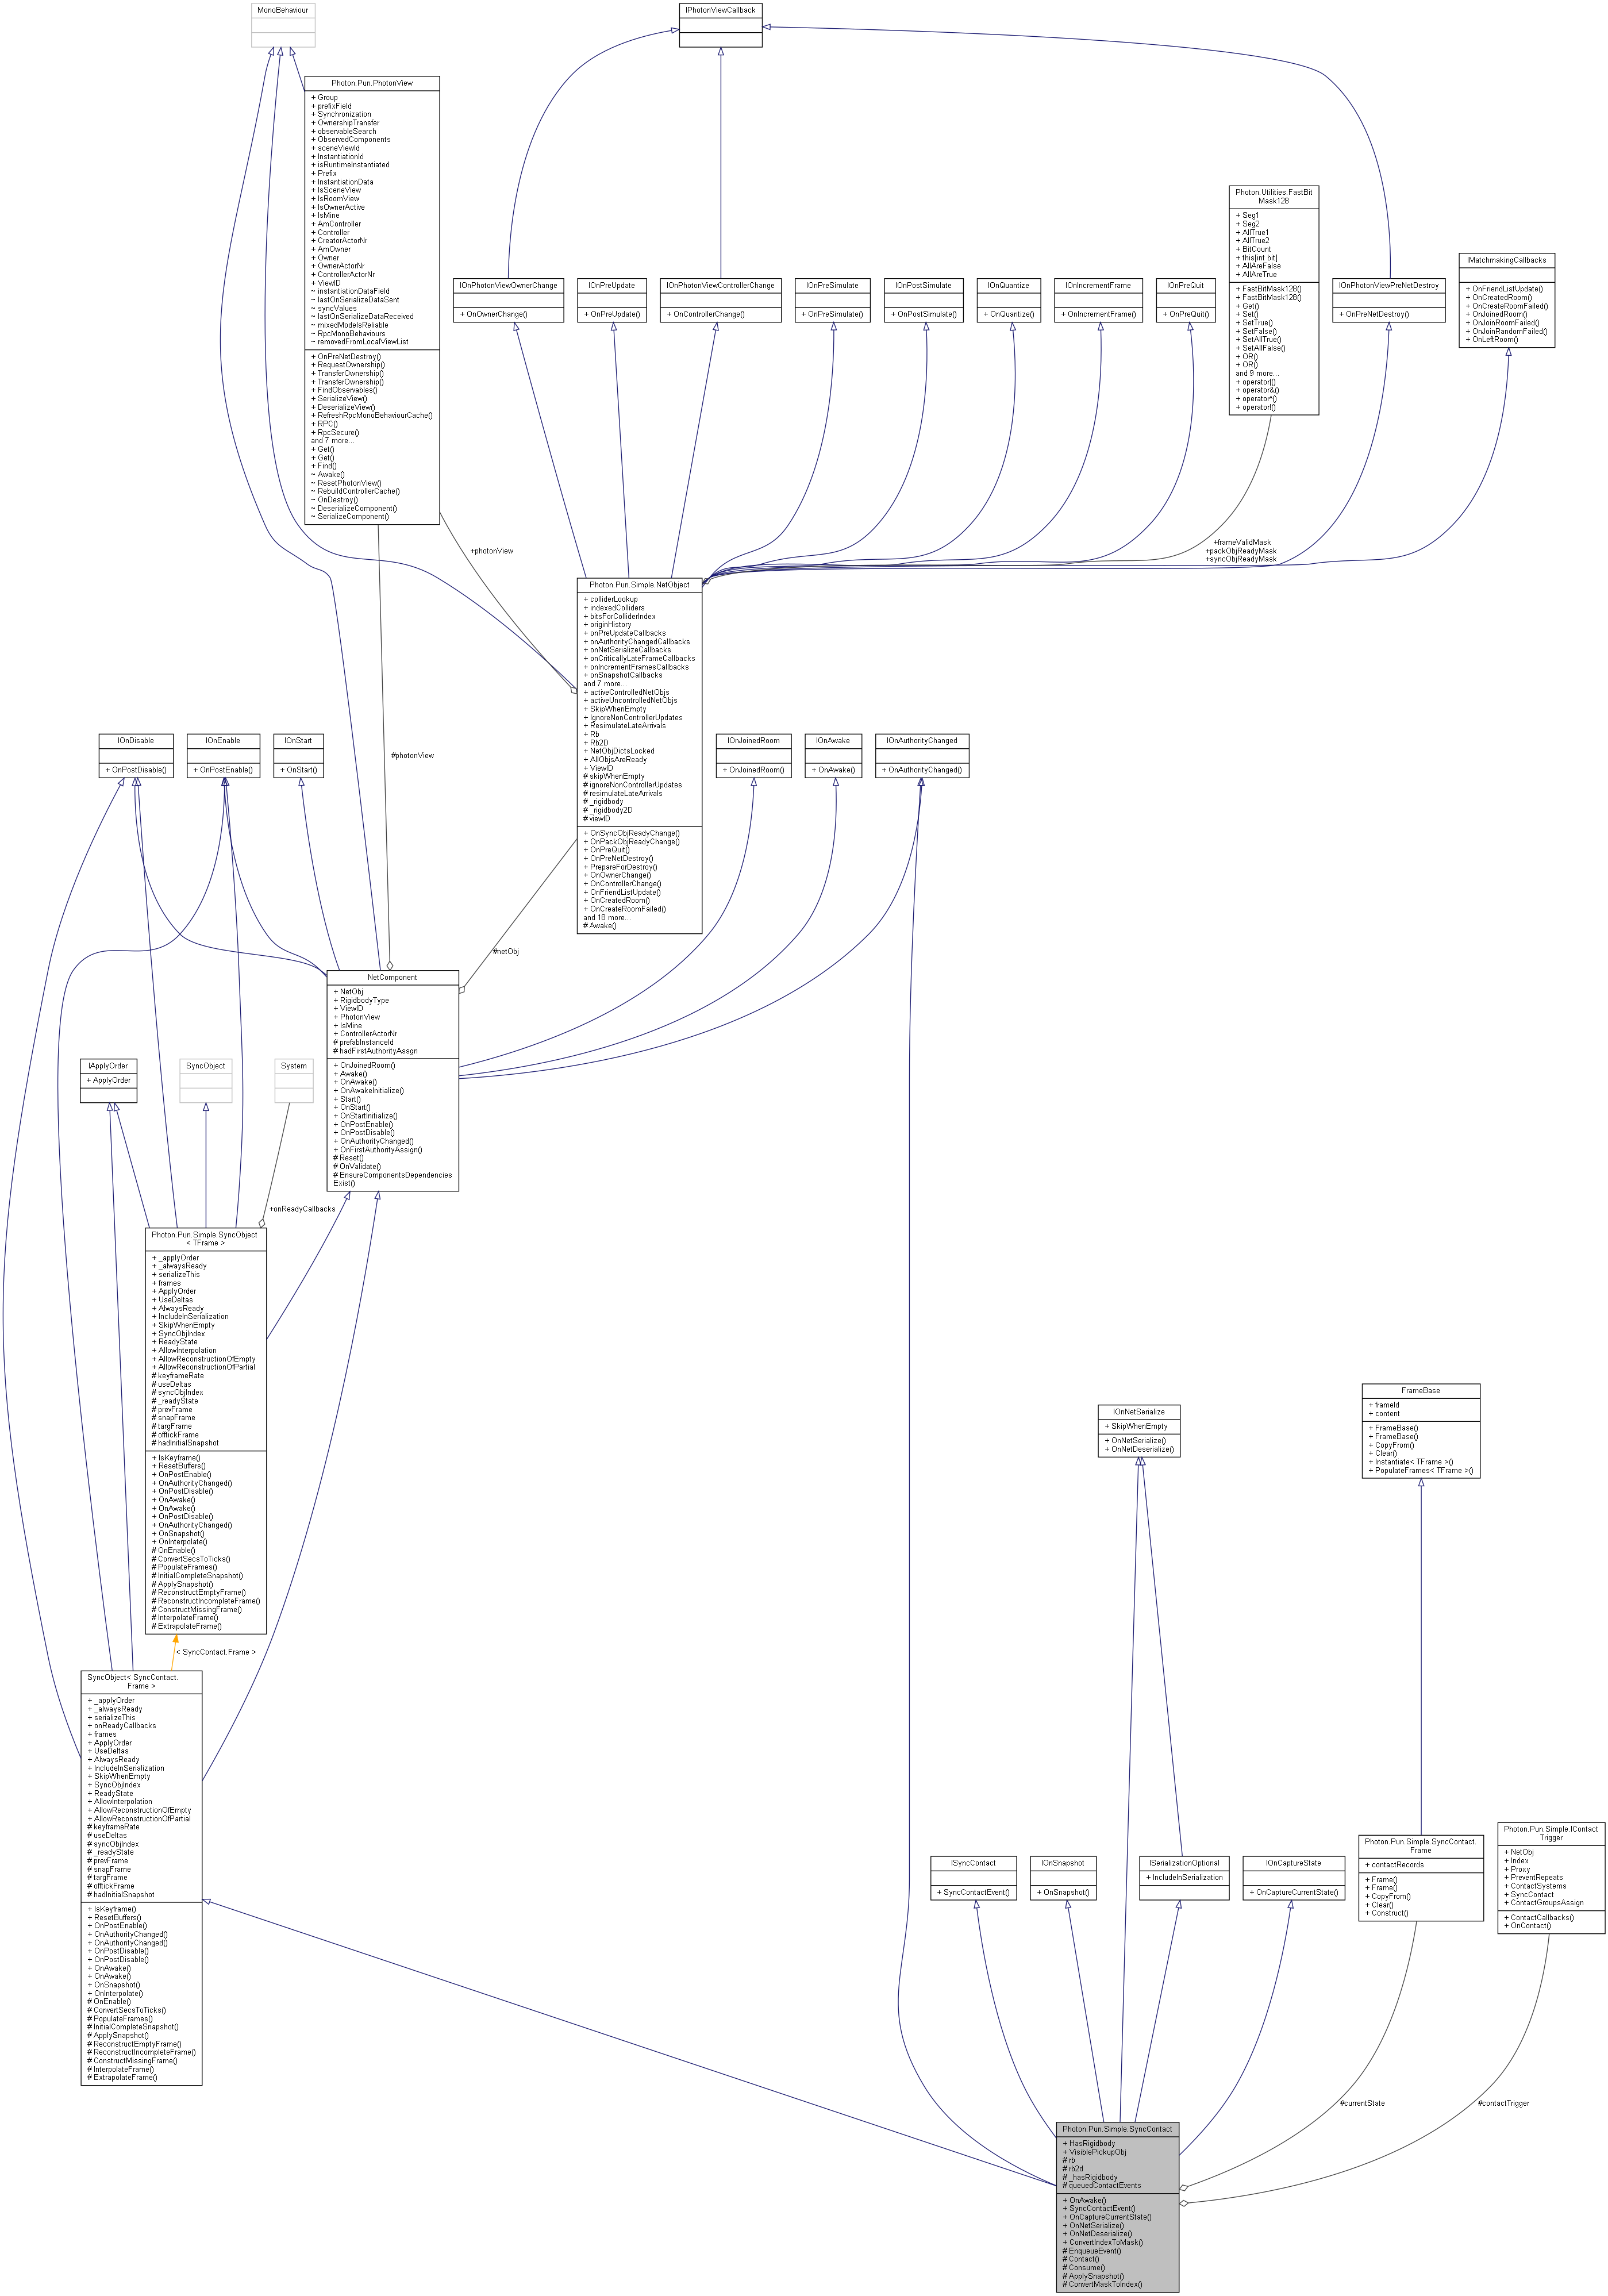 MonoBehaviour
IPhotonViewCallback
Photon.Pun.PhotonView
+ Group
+ prefixField
+ Synchronization
+ OwnershipTransfer
+ observableSearch
+ ObservedComponents
+ sceneViewId
+ InstantiationId
+ isRuntimeInstantiated
+ Prefix
+ InstantiationData
+ IsSceneView
+ IsRoomView
+ IsOwnerActive
+ IsMine
+ AmController
+ Controller
+ CreatorActorNr
+ AmOwner
+ Owner
+ OwnerActorNr
+ ControllerActorNr
+ ViewID
~ instantiationDataField
~ lastOnSerializeDataSent
~ syncValues
~ lastOnSerializeDataReceived
~ mixedModeIsReliable
~ RpcMonoBehaviours
~ removedFromLocalViewList
+ OnPreNetDestroy()
+ RequestOwnership()
+ TransferOwnership()
+ TransferOwnership()
+ FindObservables()
+ SerializeView()
+ DeserializeView()
+ RefreshRpcMonoBehaviourCache()
+ RPC()
+ RpcSecure()
and 7 more...
+ Get()
+ Get()
+ Find()
~ Awake()
~ ResetPhotonView()
~ RebuildControllerCache()
~ OnDestroy()
~ DeserializeComponent()
~ SerializeComponent()
Photon.Utilities.FastBit
Mask128
+ Seg1
+ Seg2
+ AllTrue1
+ AllTrue2
+ BitCount
+ this[int bit]
+ AllAreFalse
+ AllAreTrue
+ FastBitMask128()
+ FastBitMask128()
+ Get()
+ Set()
+ SetTrue()
+ SetFalse()
+ SetAllTrue()
+ SetAllFalse()
+ OR()
+ OR()
and 9 more...
+ operator|()
+ operator&()
+ operator^()
+ operator!()
IMatchmakingCallbacks
+ OnFriendListUpdate()
+ OnCreatedRoom()
+ OnCreateRoomFailed()
+ OnJoinedRoom()
+ OnJoinRoomFailed()
+ OnJoinRandomFailed()
+ OnLeftRoom()
IOnPhotonViewOwnerChange
+ OnOwnerChange()
IOnPreUpdate
+ OnPreUpdate()
IOnPhotonViewControllerChange
+ OnControllerChange()
IOnPreSimulate
+ OnPreSimulate()
IOnPostSimulate
+ OnPostSimulate()
IOnQuantize
+ OnQuantize()
IOnIncrementFrame
+ OnIncrementFrame()
IOnPreQuit
+ OnPreQuit()
IOnPhotonViewPreNetDestroy
+ OnPreNetDestroy()
+photonView
+frameValidMask
+packObjReadyMask
+syncObjReadyMask
Photon.Pun.Simple.NetObject
+ colliderLookup
+ indexedColliders
+ bitsForColliderIndex
+ originHistory
+ onPreUpdateCallbacks
+ onAuthorityChangedCallbacks
+ onNetSerializeCallbacks
+ onCriticallyLateFrameCallbacks
+ onIncrementFramesCallbacks
+ onSnapshotCallbacks
and 7 more...
+ activeControlledNetObjs
+ activeUncontrolledNetObjs
+ SkipWhenEmpty
+ IgnoreNonControllerUpdates
+ ResimulateLateArrivals
+ Rb
+ Rb2D
+ NetObjDictsLocked
+ AllObjsAreReady
+ ViewID
# skipWhenEmpty
# ignoreNonControllerUpdates
# resimulateLateArrivals
# _rigidbody
# _rigidbody2D
# viewID
+ OnSyncObjReadyChange()
+ OnPackObjReadyChange()
+ OnPreQuit()
+ OnPreNetDestroy()
+ PrepareForDestroy()
+ OnOwnerChange()
+ OnControllerChange()
+ OnFriendListUpdate()
+ OnCreatedRoom()
+ OnCreateRoomFailed()
and 18 more...
# Awake()
IOnDisable
+ OnPostDisable()
IOnEnable
+ OnPostEnable()
IOnStart
+ OnStart()
#photonView
IOnJoinedRoom
+ OnJoinedRoom()
IOnAwake
+ OnAwake()
IOnAuthorityChanged
+ OnAuthorityChanged()
#netObj
NetComponent
+ NetObj
+ RigidbodyType
+ ViewID
+ PhotonView
+ IsMine
+ ControllerActorNr
# prefabInstanceId
# hadFirstAuthorityAssgn
+ OnJoinedRoom()
+ Awake()
+ OnAwake()
+ OnAwakeInitialize()
+ Start()
+ OnStart()
+ OnStartInitialize()
+ OnPostEnable()
+ OnPostDisable()
+ OnAuthorityChanged()
+ OnFirstAuthorityAssign()
# Reset()
# OnValidate()
# EnsureComponentsDependencies
Exist()
IApplyOrder
+ ApplyOrder
SyncObject
System
+onReadyCallbacks
Photon.Pun.Simple.SyncObject
< TFrame >
+ _applyOrder
+ _alwaysReady
+ serializeThis
+ frames
+ ApplyOrder
+ UseDeltas
+ AlwaysReady
+ IncludeInSerialization
+ SkipWhenEmpty
+ SyncObjIndex
+ ReadyState
+ AllowInterpolation
+ AllowReconstructionOfEmpty
+ AllowReconstructionOfPartial
# keyframeRate
# useDeltas
# syncObjIndex
# _readyState
# prevFrame
# snapFrame
# targFrame
# offtickFrame
# hadInitialSnapshot
+ IsKeyframe()
+ ResetBuffers()
+ OnPostEnable()
+ OnAuthorityChanged()
+ OnPostDisable()
+ OnAwake()
+ OnAwake()
+ OnPostDisable()
+ OnAuthorityChanged()
+ OnSnapshot()
+ OnInterpolate()
# OnEnable()
# ConvertSecsToTicks()
# PopulateFrames()
# InitialCompleteSnapshot()
# ApplySnapshot()
# ReconstructEmptyFrame()
# ReconstructIncompleteFrame()
# ConstructMissingFrame()
# InterpolateFrame()
# ExtrapolateFrame()
< SyncContact.Frame >
SyncObject< SyncContact.
Frame >
+ _applyOrder
+ _alwaysReady
+ serializeThis
+ onReadyCallbacks
+ frames
+ ApplyOrder
+ UseDeltas
+ AlwaysReady
+ IncludeInSerialization
+ SkipWhenEmpty
+ SyncObjIndex
+ ReadyState
+ AllowInterpolation
+ AllowReconstructionOfEmpty
+ AllowReconstructionOfPartial
# keyframeRate
# useDeltas
# syncObjIndex
# _readyState
# prevFrame
# snapFrame
# targFrame
# offtickFrame
# hadInitialSnapshot
+ IsKeyframe()
+ ResetBuffers()
+ OnPostEnable()
+ OnAuthorityChanged()
+ OnAuthorityChanged()
+ OnPostDisable()
+ OnPostDisable()
+ OnAwake()
+ OnAwake()
+ OnSnapshot()
+ OnInterpolate()
# OnEnable()
# ConvertSecsToTicks()
# PopulateFrames()
# InitialCompleteSnapshot()
# ApplySnapshot()
# ReconstructEmptyFrame()
# ReconstructIncompleteFrame()
# ConstructMissingFrame()
# InterpolateFrame()
# ExtrapolateFrame()
IOnNetSerialize
+ SkipWhenEmpty
+ OnNetSerialize()
+ OnNetDeserialize()
FrameBase
+ frameId
+ content
+ FrameBase()
+ FrameBase()
+ CopyFrom()
+ Clear()
+ Instantiate< TFrame >()
+ PopulateFrames< TFrame >()
ISyncContact
+ SyncContactEvent()
IOnSnapshot
+ OnSnapshot()
ISerializationOptional
+ IncludeInSerialization
IOnCaptureState
+ OnCaptureCurrentState()
Photon.Pun.Simple.SyncContact.
Frame
+ contactRecords
+ Frame()
+ Frame()
+ CopyFrom()
+ Clear()
+ Construct()
Photon.Pun.Simple.IContact
Trigger
+ NetObj
+ Index
+ Proxy
+ PreventRepeats
+ ContactSystems
+ SyncContact
+ ContactGroupsAssign
+ ContactCallbacks()
+ OnContact()
#currentState
#contactTrigger
Photon.Pun.Simple.SyncContact
+ HasRigidbody
+ VisiblePickupObj
# rb
# rb2d
# _hasRigidbody
# queuedContactEvents
+ OnAwake()
+ SyncContactEvent()
+ OnCaptureCurrentState()
+ OnNetSerialize()
+ OnNetDeserialize()
+ ConvertIndexToMask()
# EnqueueEvent()
# Contact()
# Consume()
# ApplySnapshot()
# ConvertMaskToIndex()